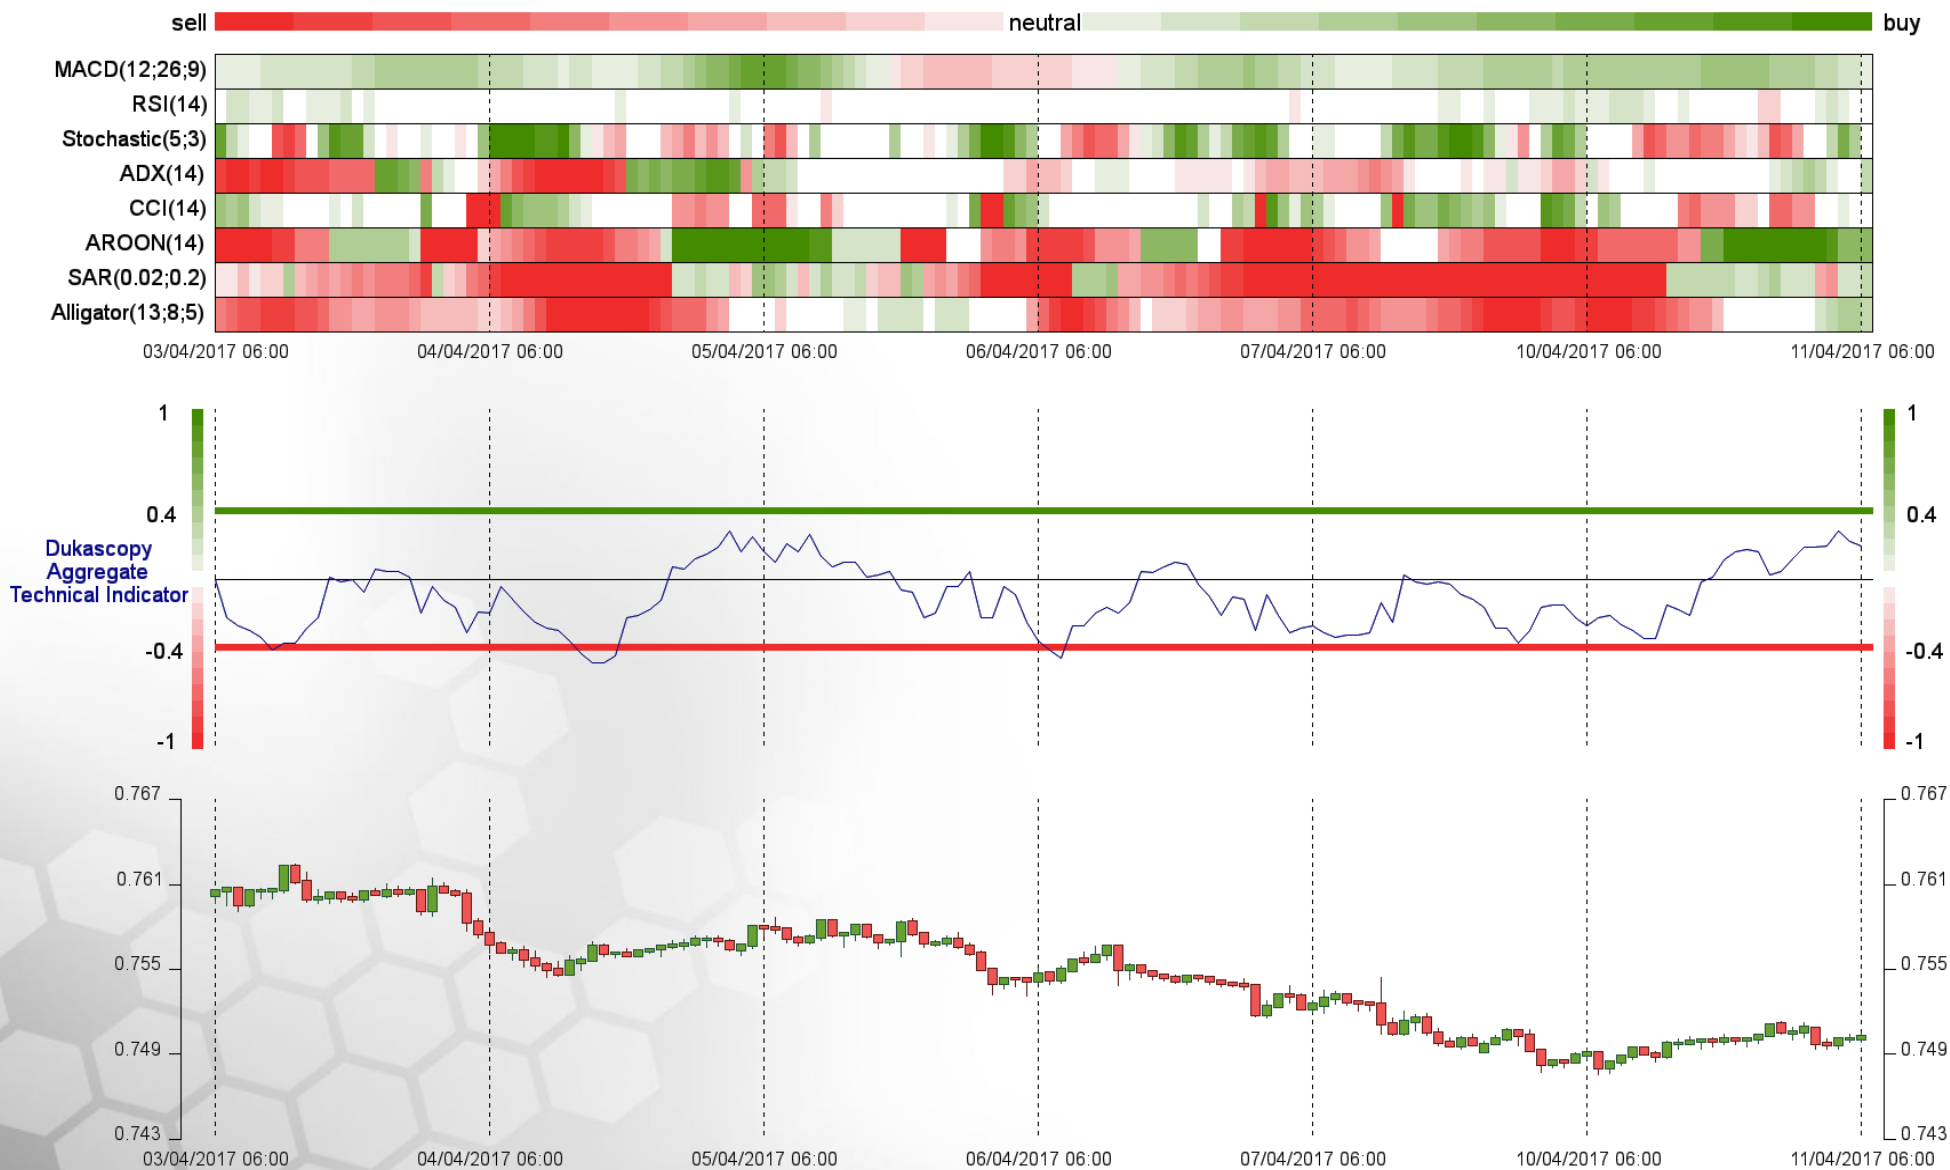 sell neutral buy
MACD(12;26;9)
RSI(14)
Stochastic(5;3)
ADX(14)
CCI(14)
AROON(14)
SAR(0.02;0.2)
Alligator(13;8;5)
03/04/2017 06:00 04/04/2017 06:00 05/04/2017 06:00 06/04/2017 06:00 07/04/2017 06:00 10/04/2017 06:00 11/04/2017 06:00
1 1
0.4 0.4
Dukascopy
Aggregate
Technical Indicator
-0.4 -0.4
-1 -1
0.767 0.767
0.761 0.761
0.755 0.755
0.749 0.749
0.743 0.743
03/04/2017 06:00 04/04/2017 06:00 05/04/2017 06:00 06/04/2017 06:00 07/04/2017 06:00 10/04/2017 06:00 11/04/2017 06:00